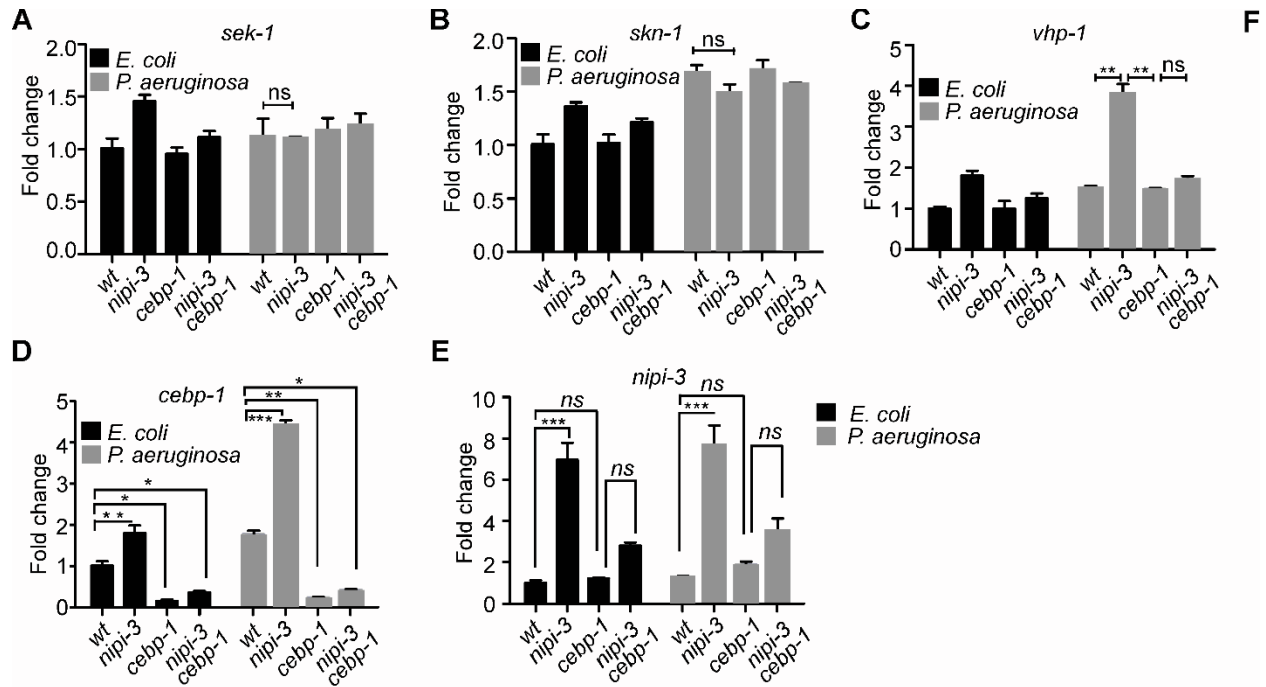 A
sek-1
E. coli
P. aeruginosa
Fold change
2.0
1.5
1.0
0.5
0.0
ns
wt
nipi-3
cebp-1
nipi-3
cebp-1
wt
nipi-3
cebp-1
nipi-3
cebp-1
B
skn-1
E. coli
P. aeruginosa
Fold change
2.0
1.5
1.0
0.5
0.0
ns
wt
nipi-3
cebp-1
nipi-3
cebp-1
wt
nipi-3
cebp-1
nipi-3
cebp-1
C
vhp-1
E. coli
P. aeruginosa
Fold change
5
4
2
1
0
** ** ns
wt
nipi-3
cebp-1
nipi-3
cebp-1
wt
nipi-3
cebp-1
nipi-3
cebp-1
F
D
cebp-1
E. coli
P. aeruginosa
Fold change
5
4
3
2
1
0
*
*
* *
*
**
***
wt
nipi-3
cebp-1
nipi-3
cebp-1
wt
nipi-3
cebp-1
nipi-3
cebp-1
E
nipi-3
Fold change
10
8
6
4
2
0
ns
***
ns
ns
***
ns
wt
nipi-3
cebp-1
nipi-3
cebp-1
wt
nipi-3
cebp-1
nipi-3
cebp-1
E. coli
P. aeruginosa